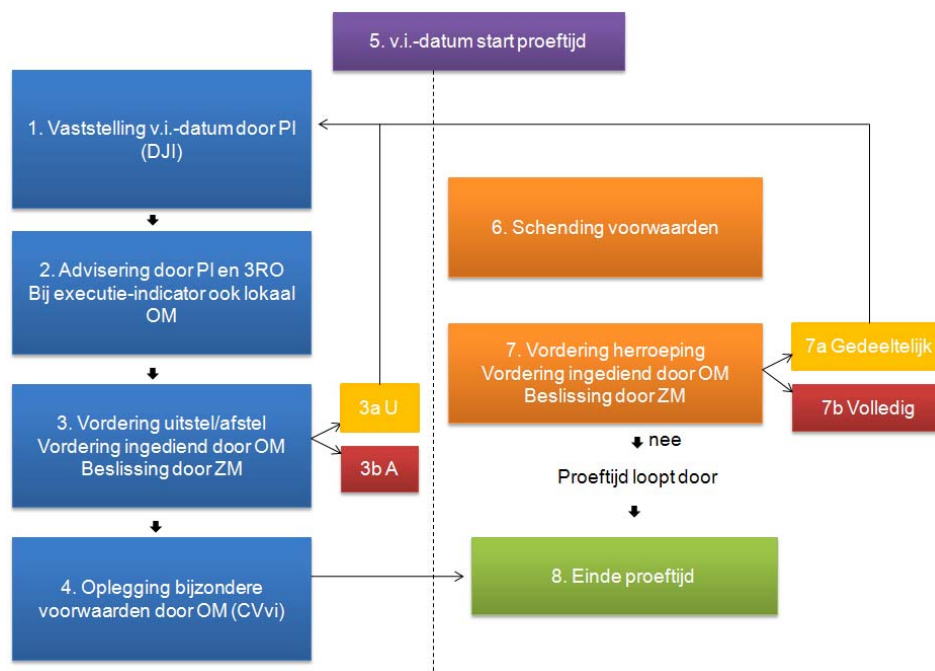 5. v.i.-datum start proeftijd
1. Vaststelling v.i.-datum door PI
(DJI)
2. Advisering door PI en 3RO
Bij executie-indicator ook lokaal
OM
3. Vordering uitstel/afstel
Vordering ingediend door OM
Beslissing door ZM
3a U
3b A
4. Oplegging bijzondere
voorwaarden door OM (CVvi)
6. Schending voorwaarden
7. Vordering herroeping
Vordering ingediend door OM
Beslissing door ZM
7a Gedeeltelijk
7b Volledig
nee
Proeftijd loopt door
8. Einde proeftijd